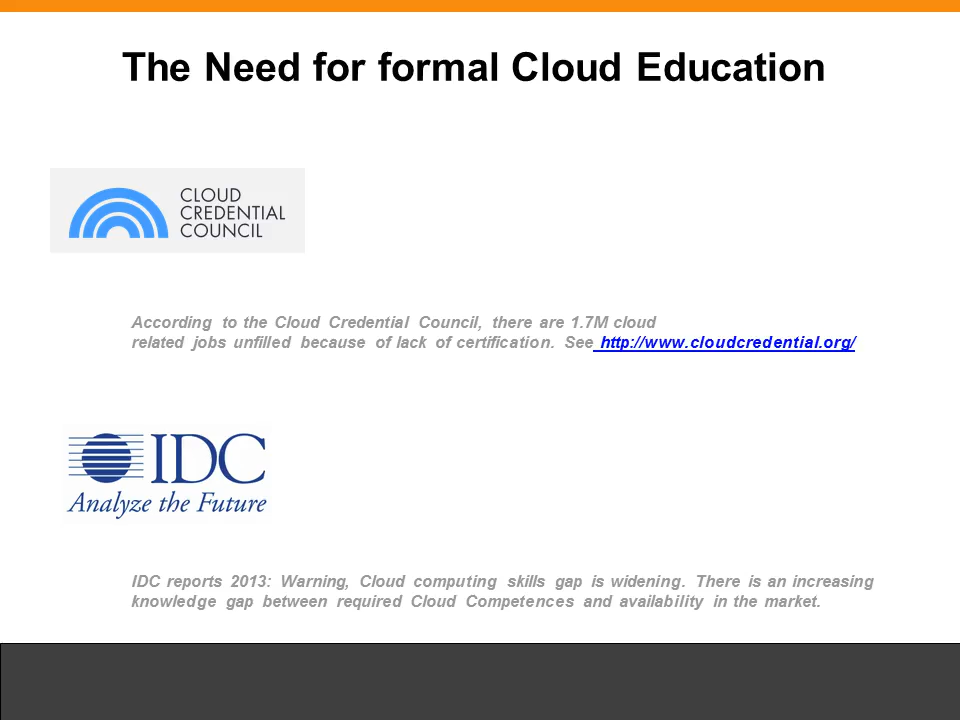 The Need for formal Cloud Education
CLOUD
CREDENTIAL
COUNCIL
According to the Cloud Credential Council, there are 1.7M cloud
related jobs unfilled because of lack of certification. See http://www.cloudcredential.org/
IDC
Analyze the Future
IDC reports 2013: Warning, Cloud computing skills gap is widening. There is an increasing
knowledge gap between required Cloud Competences and availability in the market.